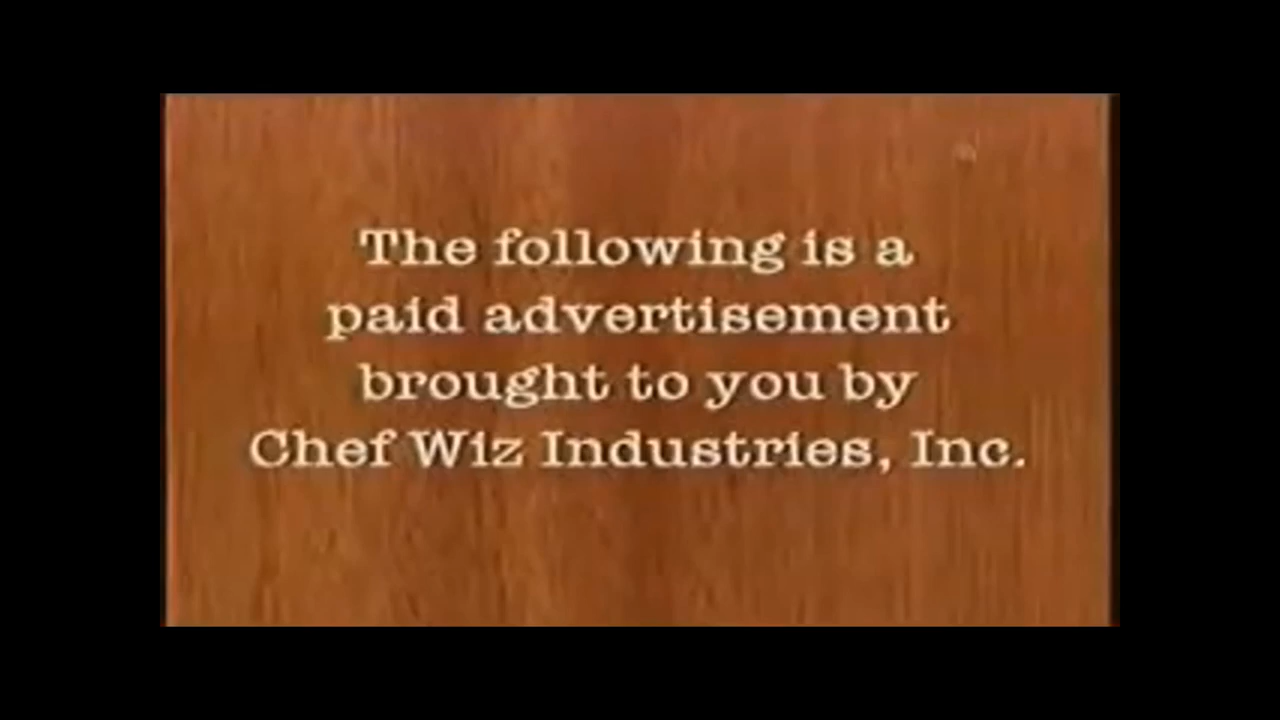 The following is a
paid advertisement
brought to you by
Chef Wiz Industries, Inc.